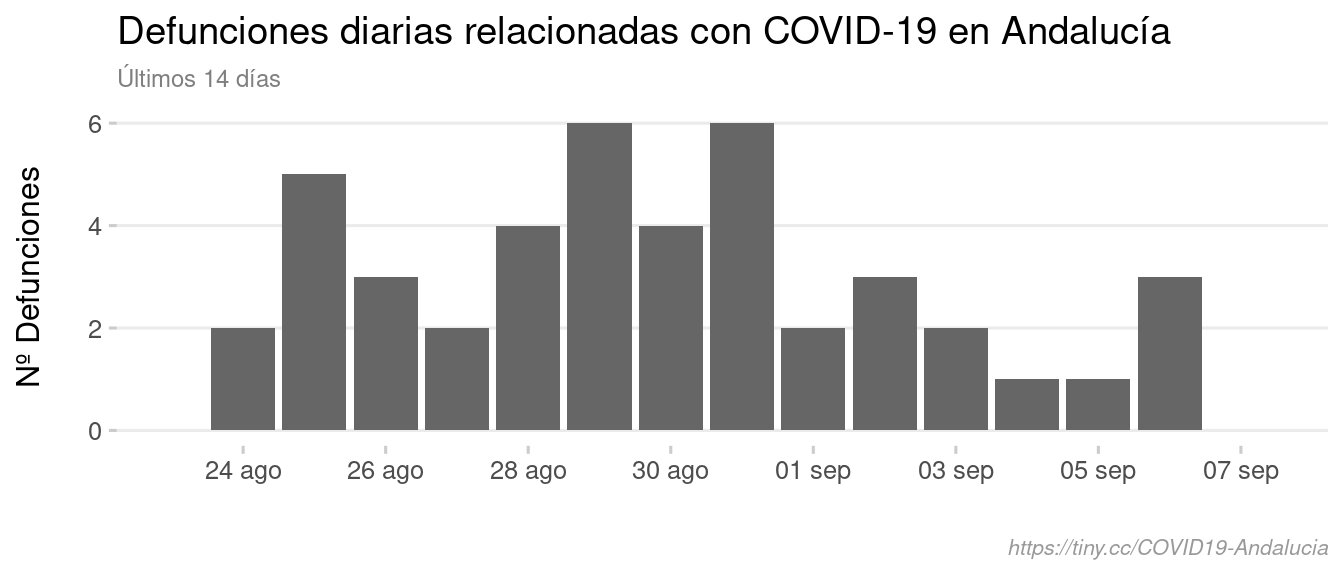 Defunciones diarias relacionadas con COVID-19 en Andalucía
Últimos 14 días
Nº Defunciones
6
4
2
0
24 ago 26 ago 28 ago 30 ago 01 sep 03 sep 05 sep 07 sep
https://tiny.cc/COVID19-Andalucia